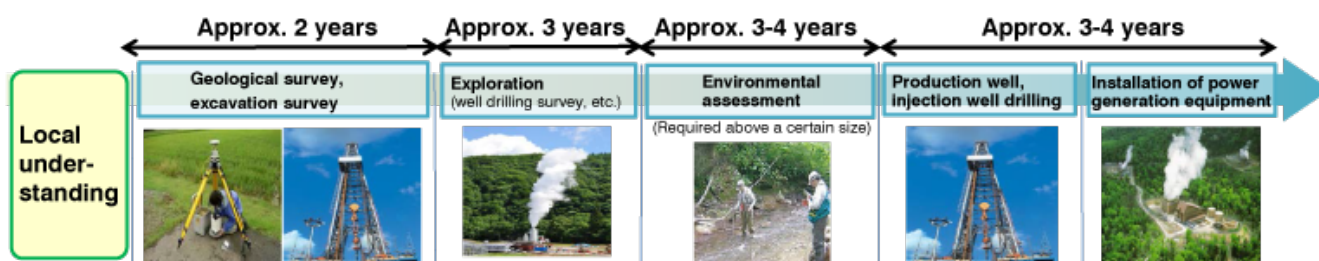 Approx. 2 years
Approx. 3 years
Approx. 3-4 years
Approx. 3-4 years
Local
under-
standing
Geological survey,
excavation survey
Exploration
(well drilling survey, etc.)
Environmental
assessment
(Required above a certain size)
Production well,
injection well drilling
Installation of power
generation equipment